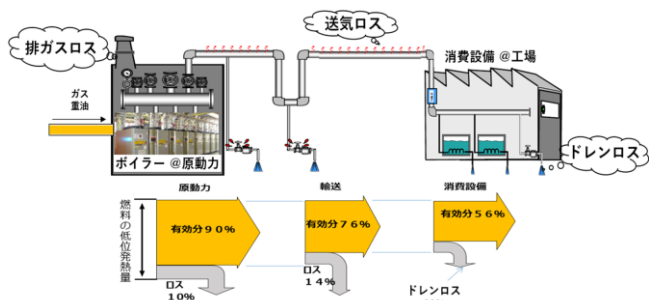 送気ロス
排ガスロス
消費設備 @工場
ガス
重油
ボイラー @原動力
ドレンロス
原動力
輸送
消費設備
燃料の低位発熱量
有効分90%
有効分76%
有効分56%
ロス
10%
ロス
14%
ドレンロス